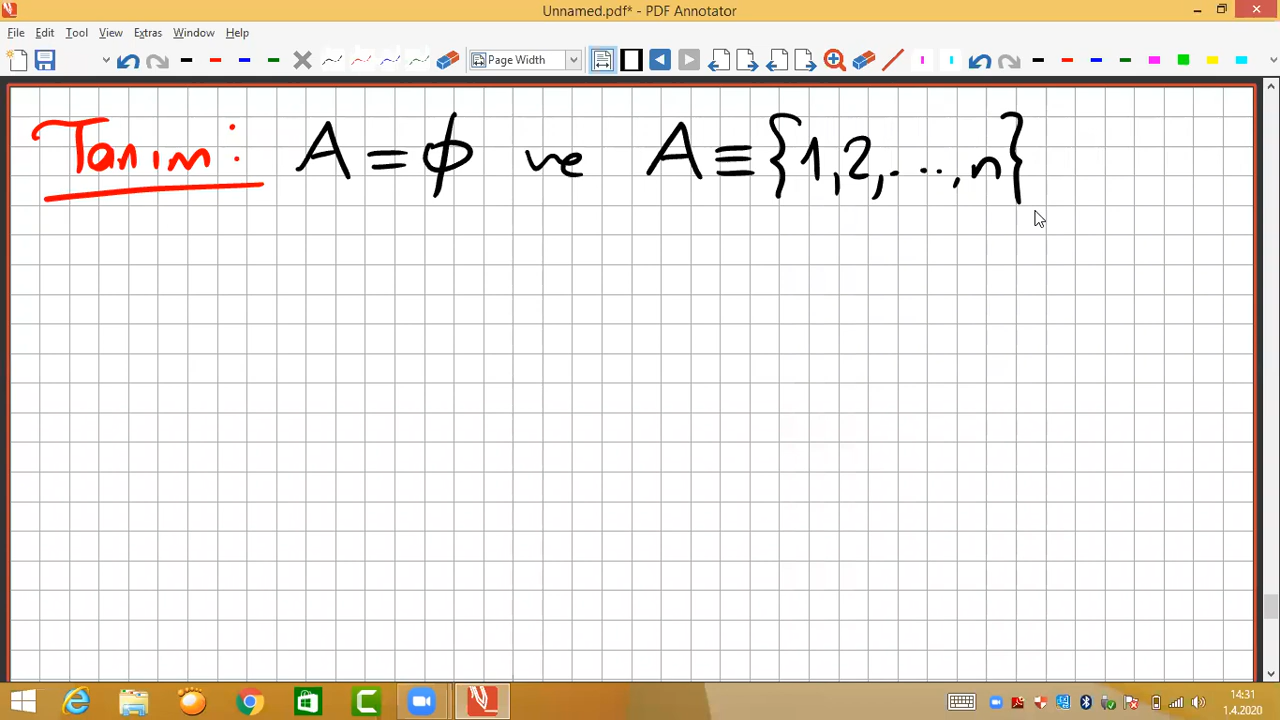 Unnamed.pdf* - PDF Annotator
File Edit Tool View Extras Window Help
Page Width
Tanım: A = ϕ ve A ≡ {1,2,...,n}
14:31
1.4.2020